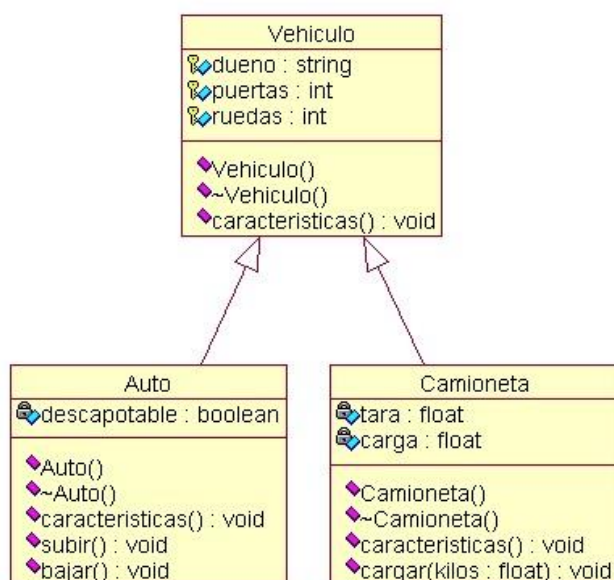 Vehiculo
dueno : string
puertas : int
ruedas : int
Vehiculo()
~Vehiculo()
caracteristicas() : void
Auto
descapotable : boolean
Auto()
~Auto()
caracteristicas() : void
subir() : void
bajar() : void
Camioneta
tara : float
carga : float
Camioneta()
~Camioneta()
caracteristicas() : void
cargar(kilos : float) : void